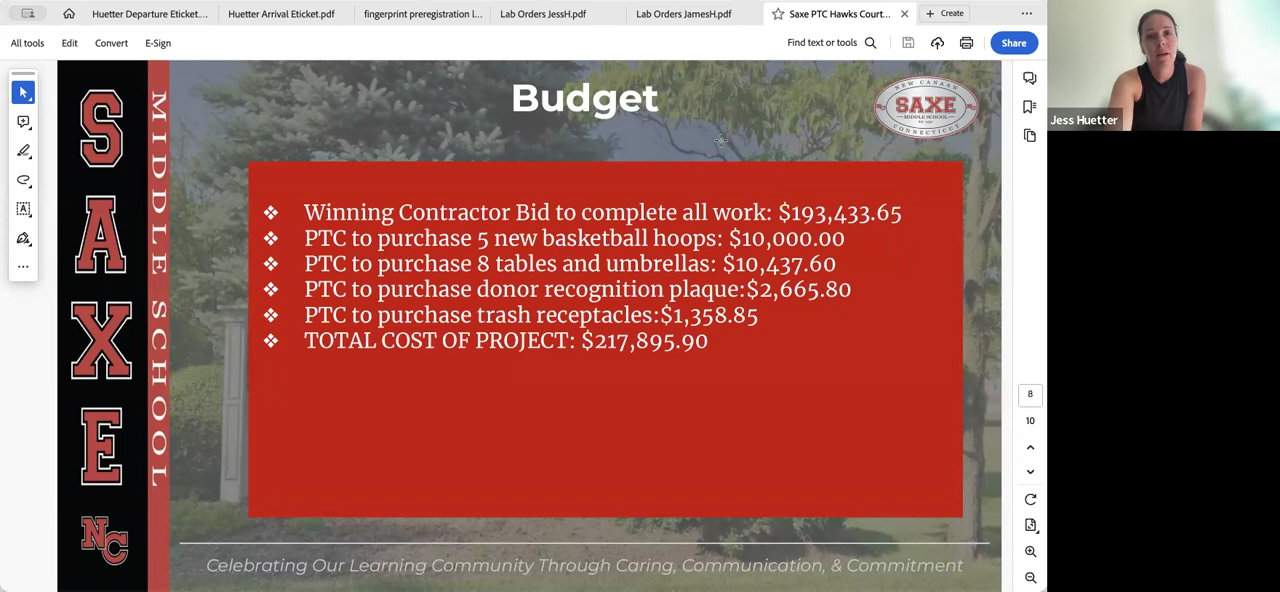 Huetter Departure Eticket....
Huetter Arrival Eticket.pdf
fingerprint preregistration l...
Lab Orders JessH.pdf
Lab Orders JamesH.pdf
Saxe PTC Hawks Court...
Create
All tools
Edit
Convert
E-Sign
Find text or tools
Share
SAXE
MIDDLE SCHOOL
NC
Budget
NEW CANAAN
SAXE
MIDDLE SCHOOL
CONNECTICUT
❖ Winning Contractor Bid to complete all work: $193,433.65
❖ PTC to purchase 5 new basketball hoops: $10,000.00
❖ PTC to purchase 8 tables and umbrellas: $10,437.60
❖ PTC to purchase donor recognition plaque:$2,665.80
❖ PTC to purchase trash receptacles:$1,358.85
❖ TOTAL COST OF PROJECT: $217,895.90
Celebrating Our Learning Community Through Caring, Communication, & Commitment
8
10
Jess Huetter